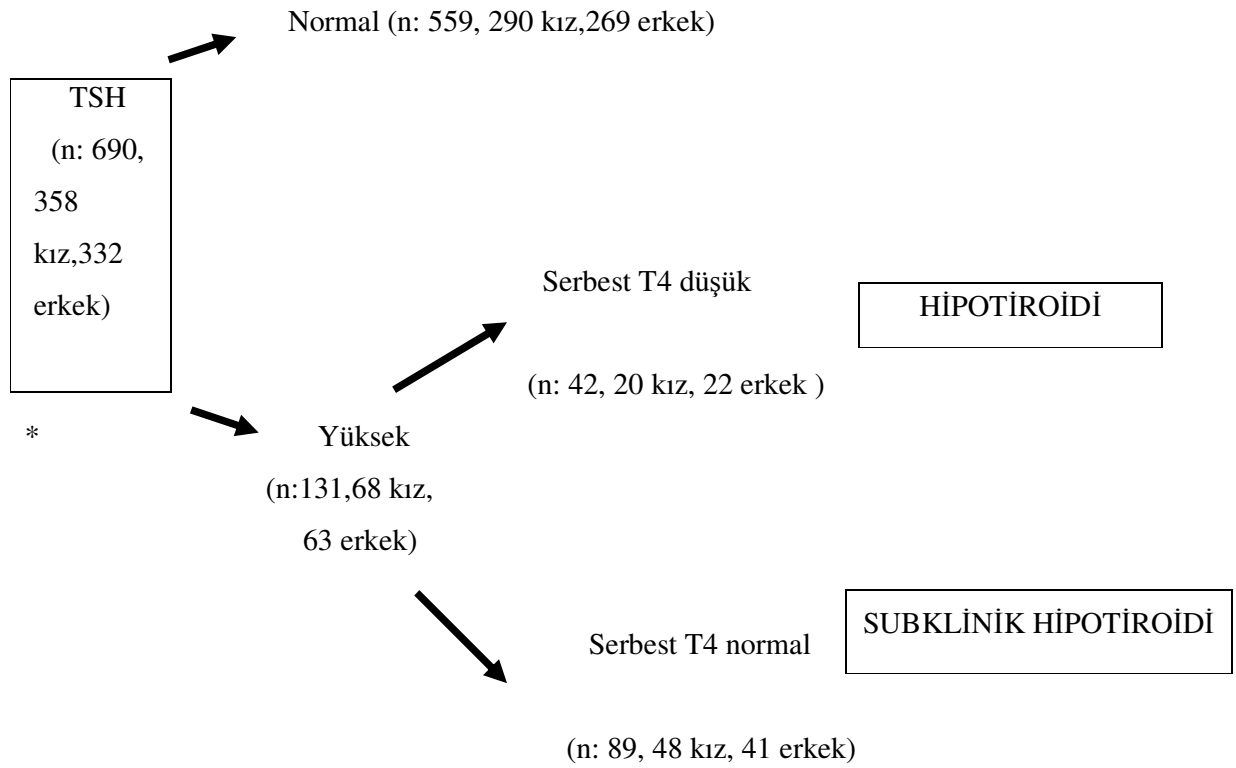 Normal (n: 559, 290 kız,269 erkek)
TSH
(n: 690,
358
kız,332
erkek)
*
Serbest T4 düşük
HİPOTİROİDİ
(n: 42, 20 kız, 22 erkek )
Yüksek
(n:131,68 kız,
63 erkek)
Serbest T4 normal
SUBKLİNİK HİPOTİROİDİ
(n: 89, 48 kız, 41 erkek)